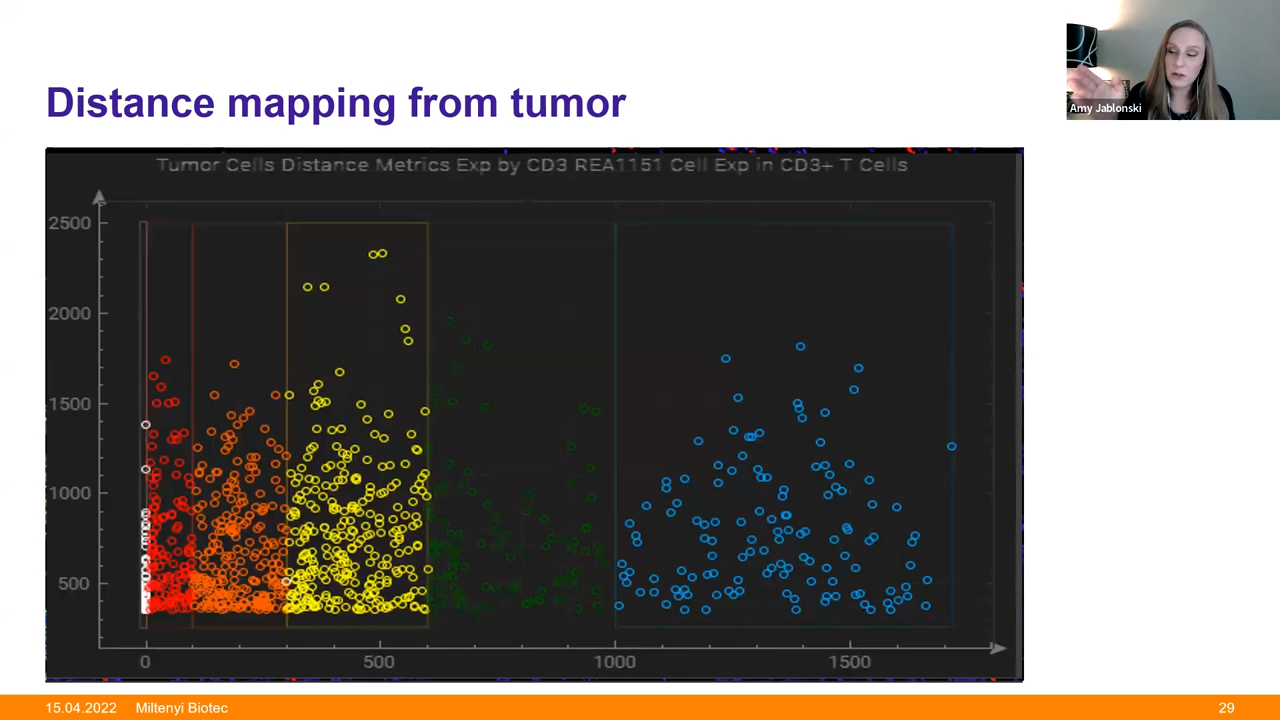 Distance mapping from tumor
Amy Jablonski
Tumor Cells Distance Metrics Exp by CD3 REA1151 Cell Exp in CD3+ T Cells
2500
2000
1500
1000
500
0 500 1000 1500
15.04.2022 Miltenyi Biotec 29